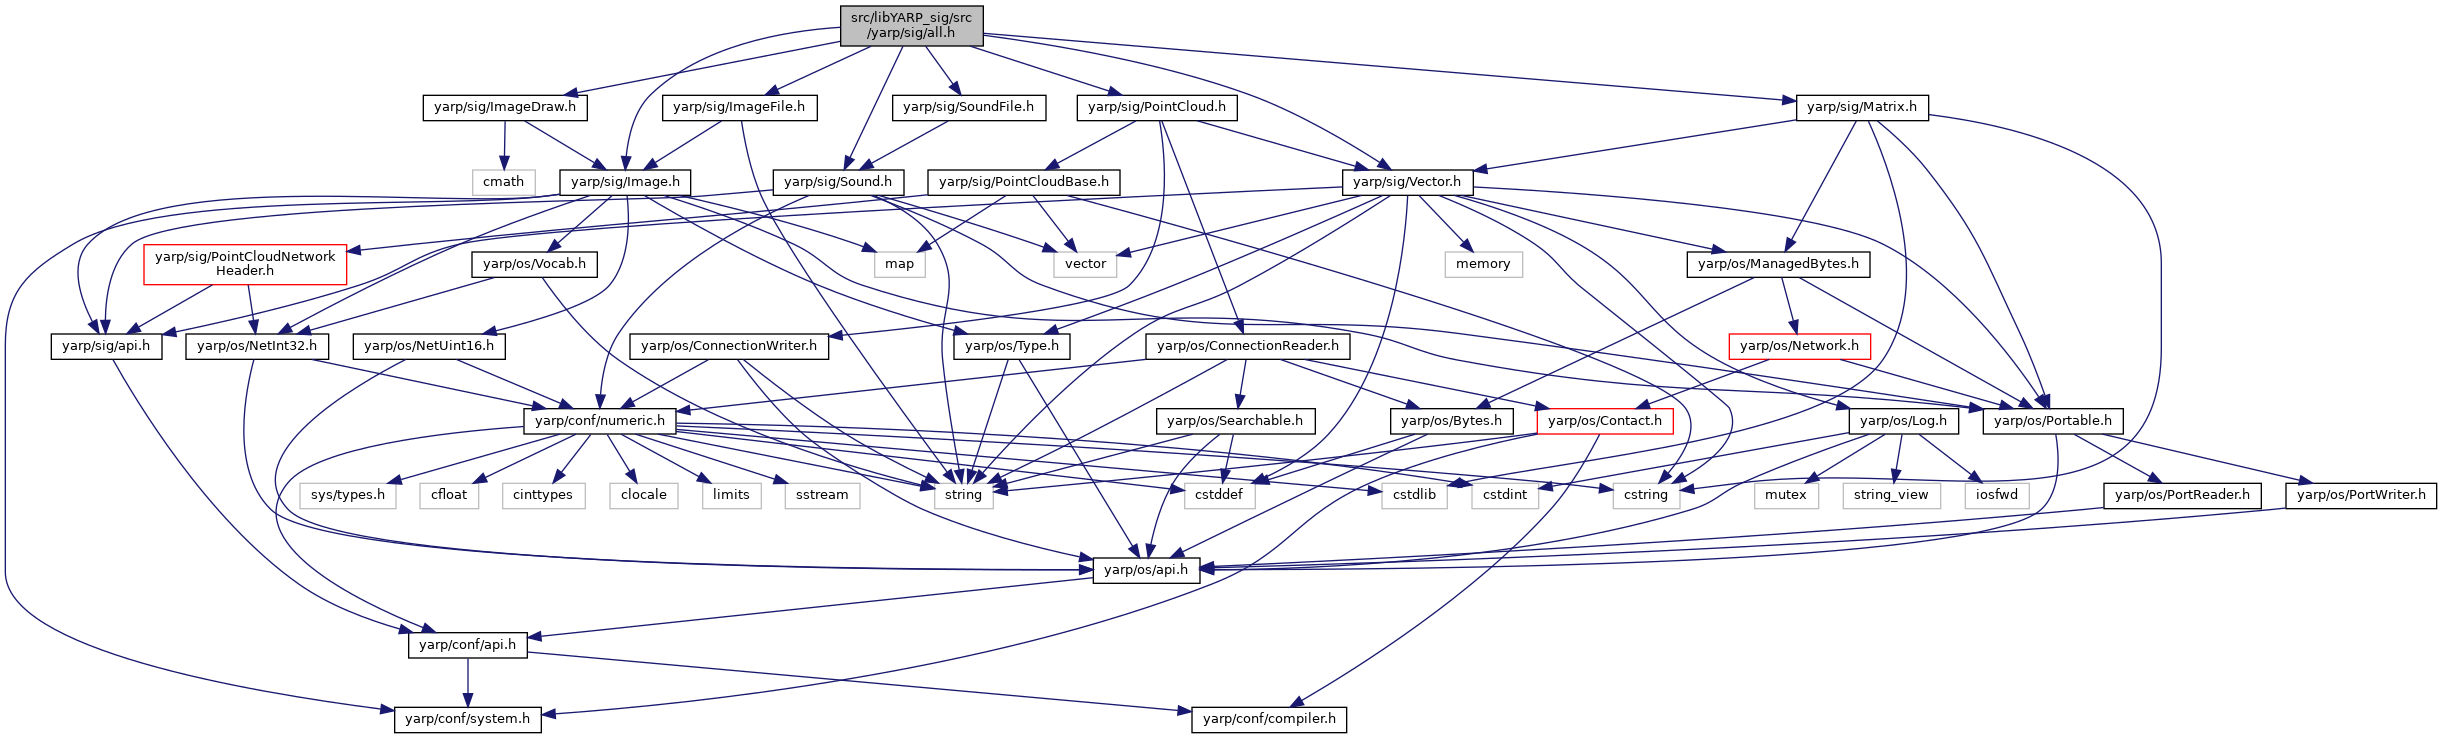 src/libYARP_sig/src
/yarp/sig/all.h
yarp/sig/ImageDraw.h
yarp/sig/ImageFile.h
yarp/sig/SoundFile.h
yarp/sig/PointCloud.h
yarp/sig/Matrix.h
cmath
yarp/sig/Image.h
yarp/sig/Sound.h
yarp/sig/PointCloudBase.h
yarp/sig/Vector.h
yarp/sig/PointCloudNetwork
Header.h
yarp/os/Vocab.h
map
vector
memory
yarp/os/ManagedBytes.h
yarp/sig/api.h
yarp/os/NetInt32.h
yarp/os/NetUint16.h
yarp/os/ConnectionWriter.h
yarp/os/Type.h
yarp/os/ConnectionReader.h
yarp/os/Network.h
yarp/conf/numeric.h
yarp/os/Searchable.h
yarp/os/Bytes.h
yarp/os/Contact.h
yarp/os/Log.h
yarp/os/Portable.h
sys/types.h
cfloat
cinttypes
clocale
limits
sstream
string
cstddef
cstdlib
cstdint
cstring
mutex
string_view
iosfwd
yarp/os/PortReader.h
yarp/os/PortWriter.h
yarp/os/api.h
yarp/conf/api.h
yarp/conf/system.h
yarp/conf/compiler.h